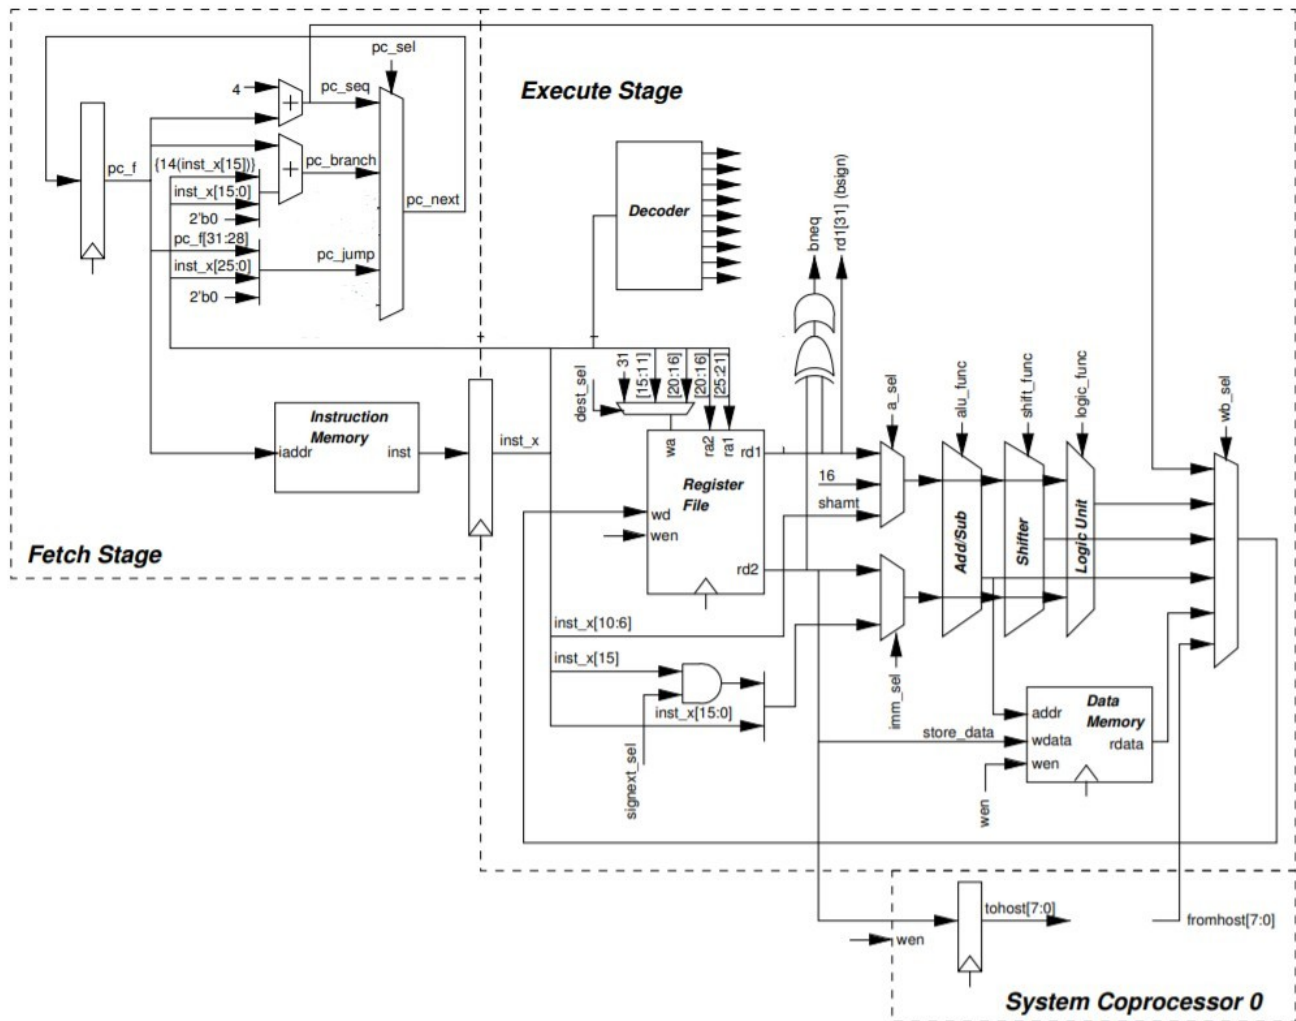 pc_sel
Execute Stage
4
pc_seq
+
pc_f
{14(inst_x[15])}
+
pc_branch
inst_x[15:0]
2'b0
pc_next
pc_f[31:28]
inst_x[25:0]
pc_jump
2'b0
Decoder
bneq
rd1[31] (bsign)
dest_sel
31
[15:11]
[20:16]
[20:16]
[25:21]
a_sel
alu_func
shift_func
logic_func
wb_sel
Instruction
Memory
iaddr
inst
inst_x
wa
ra2
ra1
rd1
Register
File
wd
wen
rd2
16
shamt
Add/Sub
Shifter
Logic Unit
Fetch Stage
inst_x[10:6]
inst_x[15]
inst_x[15:0]
signext_sel
imm_sel
store_data
addr
Data
Memory
wdata
rdata
wen
wen
tohost[7:0]
fromhost[7:0]
wen
System Coprocessor 0